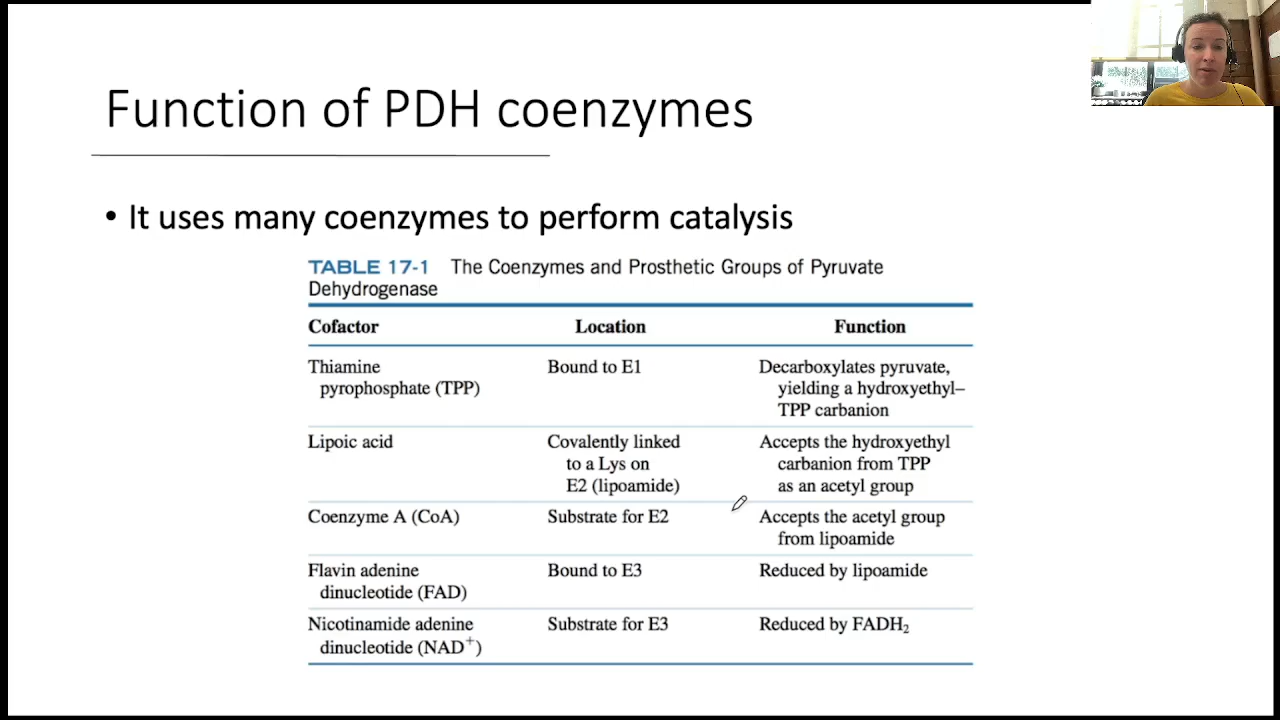 Function of PDH coenzymes
• It uses many coenzymes to perform catalysis
TABLE 17-1 The Coenzymes and Prosthetic Groups of Pyruvate
Dehydrogenase
Cofactor Location Function
Thiamine Bound to E1 Decarboxylates pyruvate,
pyrophosphate (TPP) yielding a hydroxyethyl–
TPP carbanion
Lipoic acid Covalently linked Accepts the hydroxyethyl
to a Lys on carbanion from TPP
E2 (lipoamide) as an acetyl group
Coenzyme A (CoA) Substrate for E2 Accepts the acetyl group
from lipoamide
Flavin adenine Bound to E3 Reduced by lipoamide
dinucleotide (FAD)
Nicotinamide adenine Substrate for E3 Reduced by FADH₂
dinucleotide (NAD⁺)